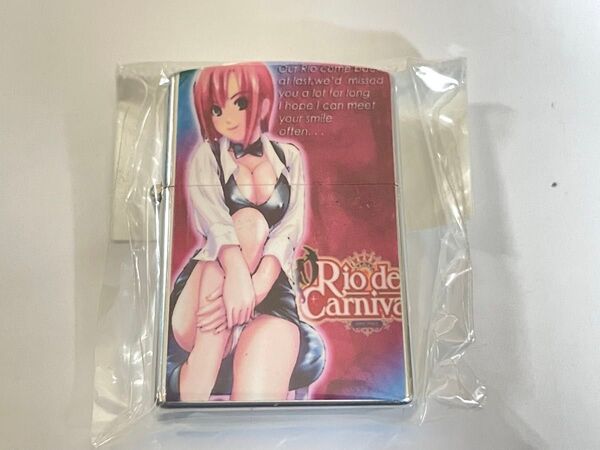 Our Rio come back
at last,we'd missed
you a lot for long
I hope I can meet
your smile
often. . .
Rio de
Carniva